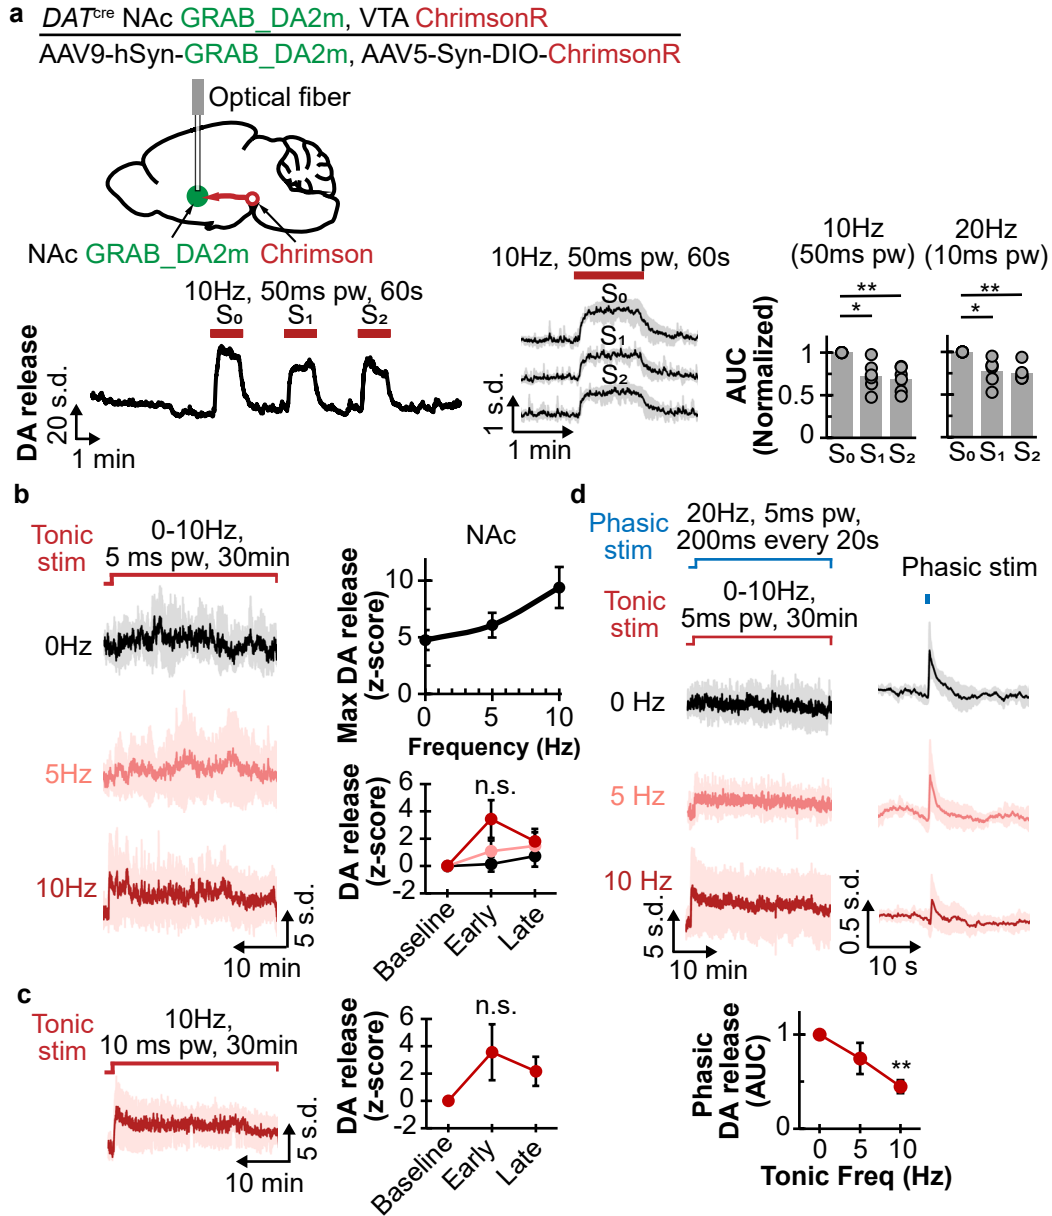 a
DATcre NAc GRAB_DA2m, VTA ChrimsonR
AAV9-hSyn-GRAB_DA2m, AAV5-Syn-DIO-ChrimsonR
Optical fiber
NAc GRAB_DA2m Chrimson
10Hz, 50ms pw, 60s
S₀ S₁ S₂
DA release
20 s.d.
1 min
10Hz, 50ms pw, 60s
S₀
S₁
S₂
1 s.d.
1 min
10Hz
(50ms pw)
20Hz
(10ms pw)
**
*
**
*
AUC
(Normalized)
1
0.5
0
S₀ S₁ S₂
S₀ S₁ S₂
b
Tonic
stim
0-10Hz,
5 ms pw, 30min
0Hz
5Hz
10Hz
5 s.d.
10 min
NAc
Max DA release
(z-score)
10
5
0
0 5 10
Frequency (Hz)
DA release
(z-score)
6
4
2
0
-2
n.s.
Baseline
Early
Late
c
Tonic
stim
10Hz,
10 ms pw, 30min
5 s.d.
10 min
DA release
(z-score)
6
4
2
0
-2
n.s.
Baseline
Early
Late
d
Phasic
stim
20Hz, 5ms pw,
200ms every 20s
Tonic
stim
0-10Hz,
5ms pw, 30min
Phasic stim
0 Hz
5 Hz
10 Hz
5 s.d.
10 min
0.5 s.d.
10 s
Phasic
DA release
(AUC)
1
0
**
0 5 10
Tonic Freq (Hz)